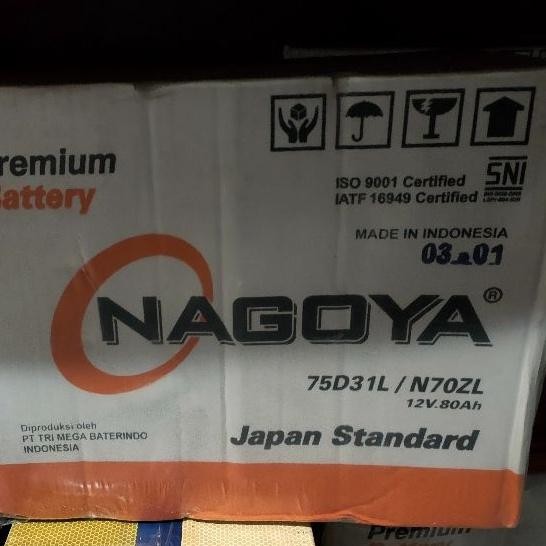 remium
Battery
SNI
ISO 9001 Certified
IATF 16949 Certified
MADE IN INDONESIA
03 01
NAGOYA®
75D31L / N70ZL
12V.80Ah
Diproduksi oleh
PT TRI MEGA BATERINDO
INDONESIA
Japan Standard
Premium